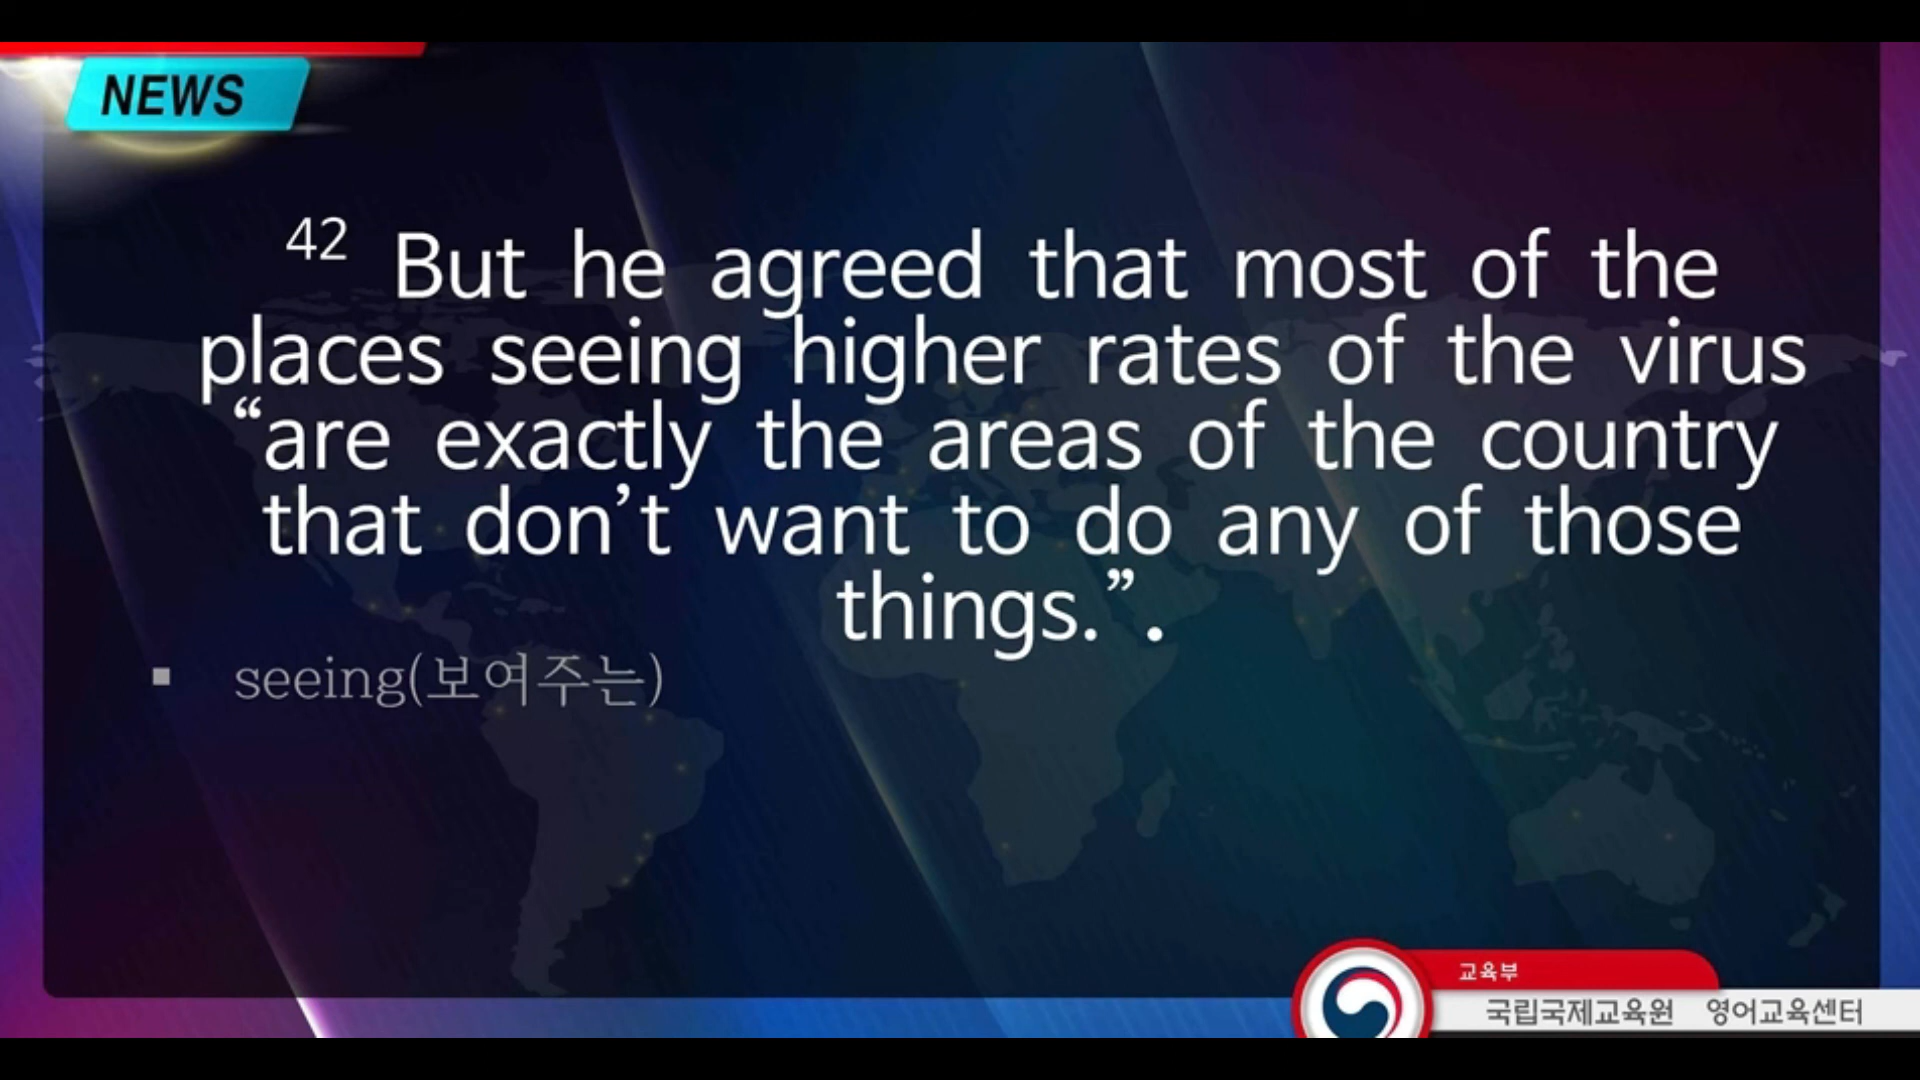 NEWS
42 But he agreed that most of the
places seeing higher rates of the virus
“are exactly the areas of the country
that don’t want to do any of those
things.”.
▪ seeing(보여주는)
교육부
국립국제교육원 영어교육센터